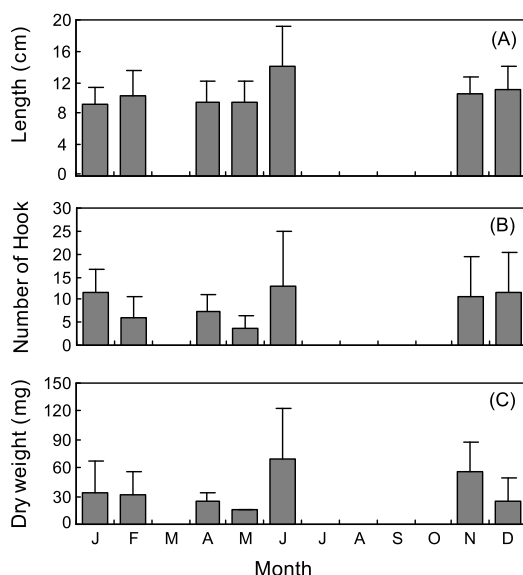 20
16
12
8
4
0
Length (cm)
(A)
30
25
20
15
10
5
0
Number of Hook
(B)
150
120
90
60
30
0
Dry weight (mg)
(C)
J F M A M J J A S O N D
Month